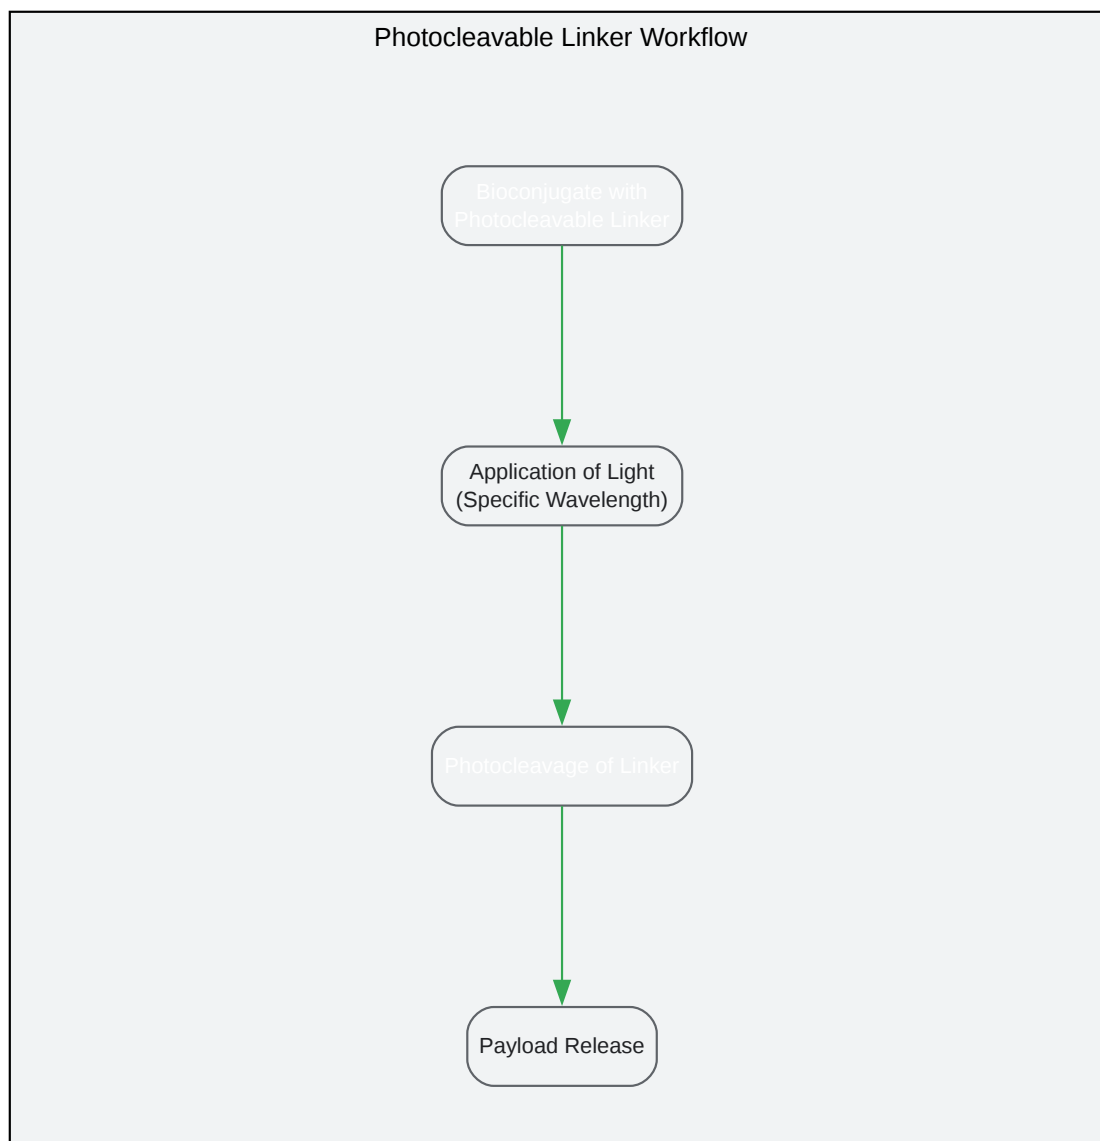 Photocleavable Linker Workflow
Bioconjugate with
Photocleavable Linker
Application of Light
(Specific Wavelength)
Photocleavage of Linker
Payload Release